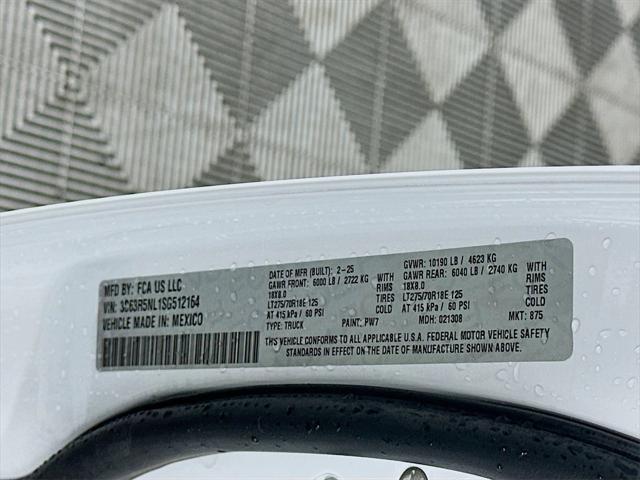 MFD BY: FCA US LLC
VIN: 3C63R5NL1SG512164
VEHICLE MADE IN: MEXICO
DATE OF MFR (BUILT): 2-25
GAWR FRONT: 6000 LB / 2722 KG WITH
18X8.0 RIMS
LT275/70R18E 125 TIRES
AT 415 kPa / 60 PSI COLD
TYPE: TRUCK PAINT: PW7
GVWR: 10190 LB / 4623 KG
GAWR REAR: 6040 LB / 2740 KG WITH
18X8.0 RIMS
LT275/70R18E 125 TIRES
AT 415 kPa / 60 PSI COLD
MDH: 021308 MKT: 875
THIS VEHICLE CONFORMS TO ALL APPLICABLE U.S.A. FEDERAL MOTOR VEHICLE SAFETY
STANDARDS IN EFFECT ON THE DATE OF MANUFACTURE SHOWN ABOVE.